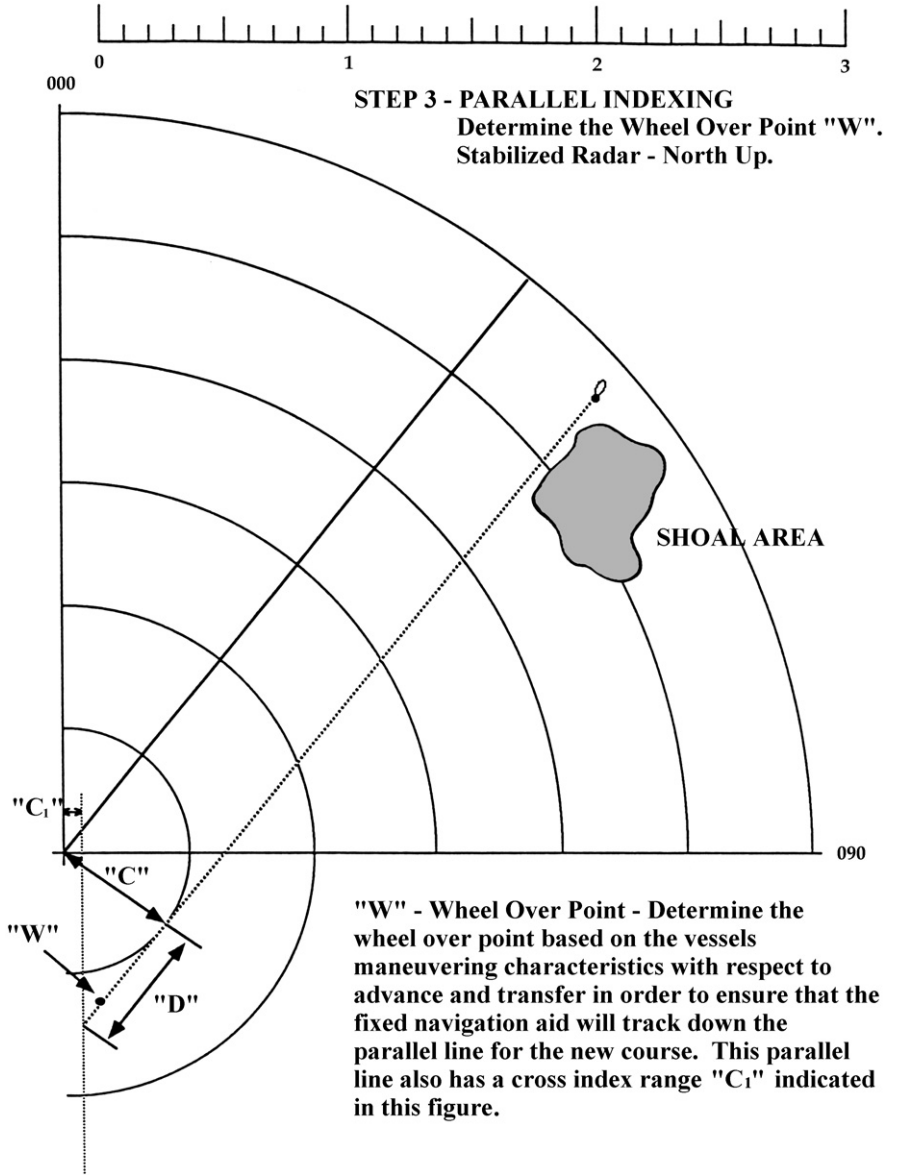 0 1 2 3
000
STEP 3 - PARALLEL INDEXING
Determine the Wheel Over Point "W".
Stabilized Radar - North Up.
SHOAL AREA
"C₁"
090
"C"
"W"
"D"
"W" - Wheel Over Point - Determine the
wheel over point based on the vessels
maneuvering characteristics with respect to
advance and transfer in order to ensure that the
fixed navigation aid will track down the
parallel line for the new course. This parallel
line also has a cross index range "C₁" indicated
in this figure.